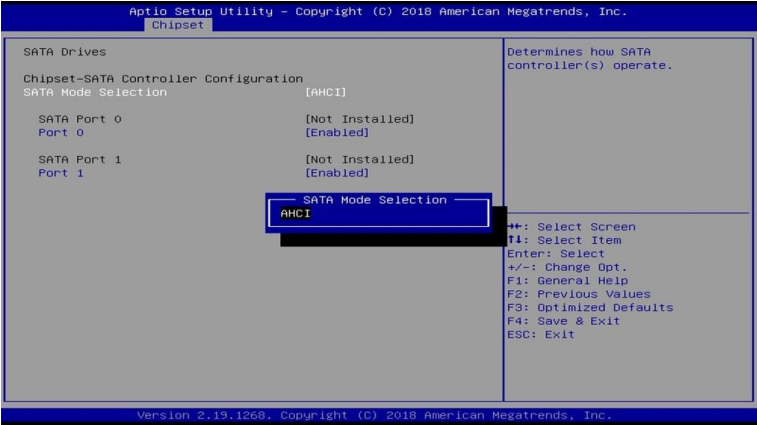 Aptio Setup Utility – Copyright (C) 2018 American Megatrends, Inc.
Chipset
SATA Drives
Chipset-SATA Controller Configuration
SATA Mode Selection [AHCI]
SATA Port 0 [Not Installed]
Port 0 [Enabled]
SATA Port 1 [Not Installed]
Port 1 [Enabled]
SATA Mode Selection
AHCI
Determines how SATA
controller(s) operate.
→←: Select Screen
↑↓: Select Item
Enter: Select
+/-: Change Opt.
F1: General Help
F2: Previous Values
F3: Optimized Defaults
F4: Save & Exit
ESC: Exit
Version 2.19.1268. Copyright (C) 2018 American Megatrends, Inc.